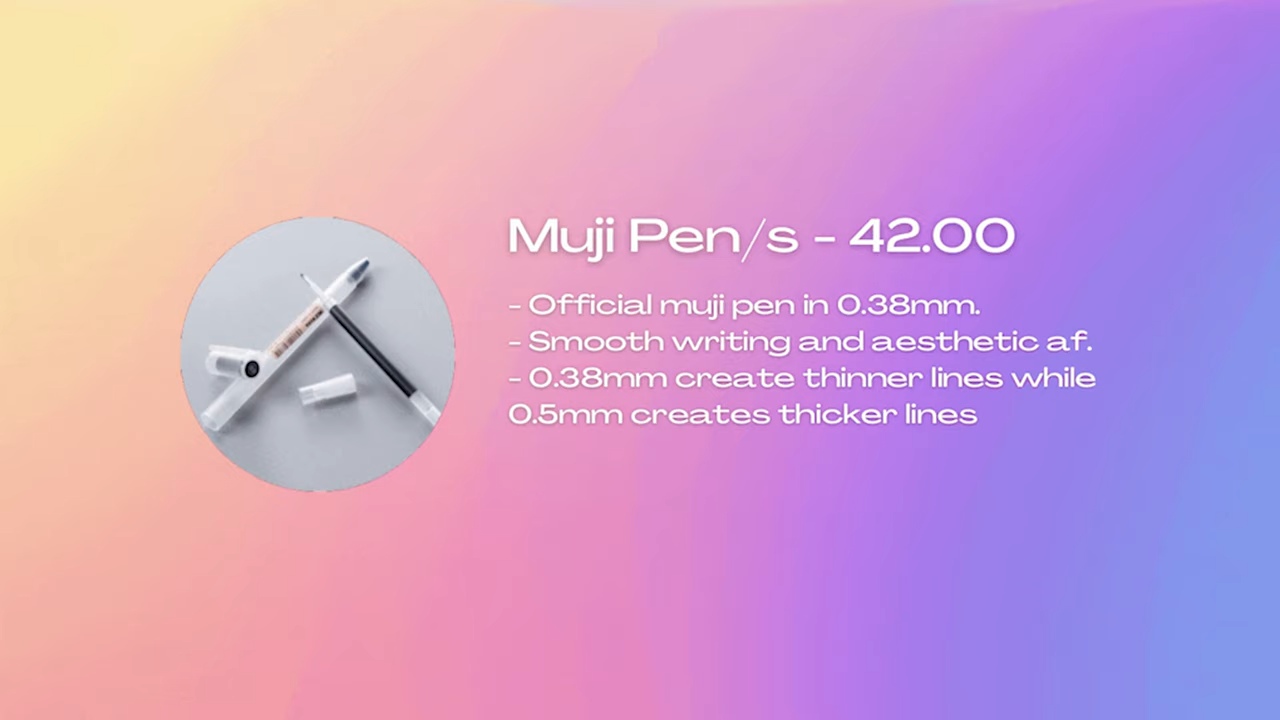 Muji Pen/s - 42.00
- Official muji pen in 0.38mm.
- Smooth writing and aesthetic af.
- 0.38mm create thinner lines while
0.5mm creates thicker lines